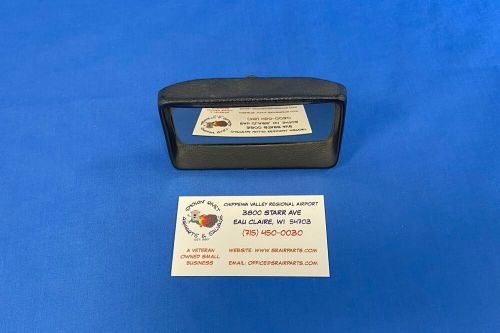 CHIPPEWA VALLEY REGIONAL AIRPORT
3800 STARR AVE
EAU CLAIRE, WI 54703
(715) 450-0030
A VETERAN
OWNED SMALL
BUSINESS
WEBSITE: WWW.SRAIRPARTS.COM
EMAIL: OFFICE@SRAIRPARTS.COM